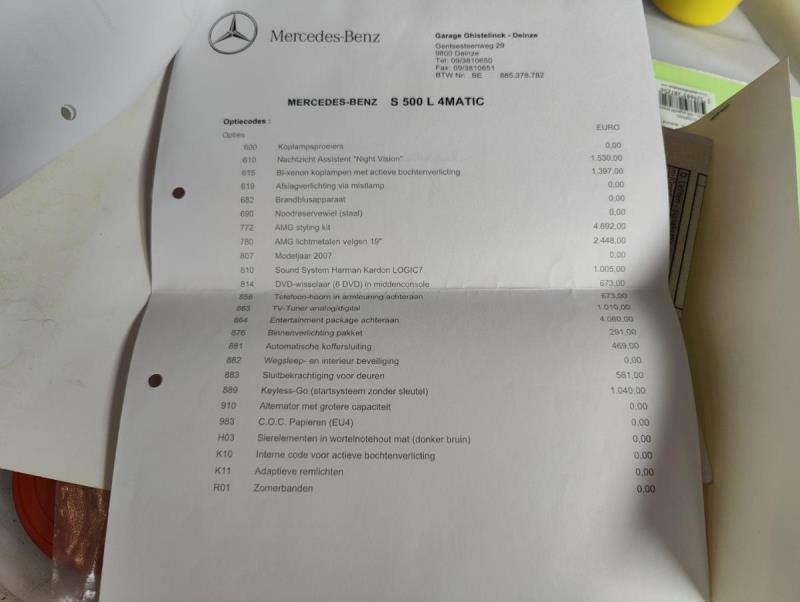 Mercedes-Benz
Garage Ghistelinck - Deinze
Gentsesteenweg 29
9800 Deinze
Tel: 09/3810650
Fax: 09/3810651
BTW Nr: BE 885.378.782
MERCEDES-BENZ S 500 L 4MATIC
Optiecodes :
Opties EURO
600 Koplampsproeiers 0,00
610 Nachtzicht Assistent "Night Vision" 1.530,00
615 Bi-xenon koplampen met actieve bochtenverlicting 1.397,00
619 Afslagverlichting via mistlamp 0,00
682 Brandblusapparaat 0,00
690 Noodreservewiel (staal) 0,00
772 AMG styling kit 4.692,00
780 AMG lichtmetalen velgen 19" 2.448,00
807 Modeljaar 2007 0,00
810 Sound System Harman Kardon LOGIC7 1.005,00
814 DVD-wisselaar (6 DVD) in middenconsole 673,00
856 Telefoon-hoorn in armleuning achteraan 673,00
863 TV-Tuner analog/digital 1.010,00
864 Entertainment package achteraan 4.080,00
876 Binnenverlichting pakket 291,00
881 Automatische koffersluiting 469,00
882 Wegsleep- en interieur beveiliging 0,00
883 Sluitbekrachtiging voor deuren 561,00
889 Keyless-Go (startsysteem zonder sleutel) 1.040,00
910 Alternator met grotere capaciteit 0,00
983 C.O.C. Papieren (EU4) 0,00
H03 Sierelementen in wortelnotehout mat (donker bruin) 0,00
K10 Interne code voor actieve bochtenverlicting 0,00
K11 Adaptieve remlichten 0,00
R01 Zomerbanden 0,00